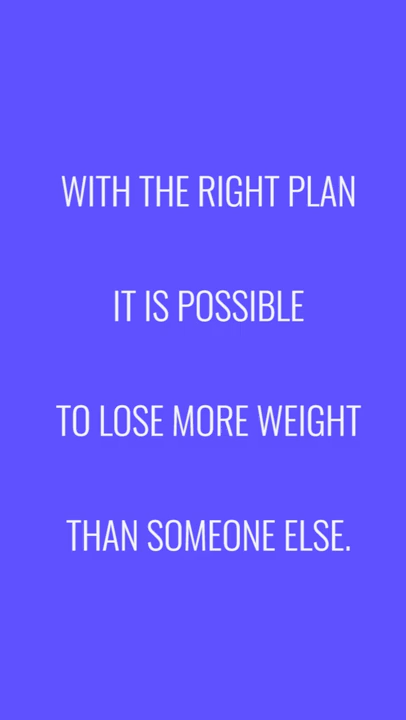 WITH THE RIGHT PLAN
IT IS POSSIBLE
TO LOSE MORE WEIGHT
THAN SOMEONE ELSE.